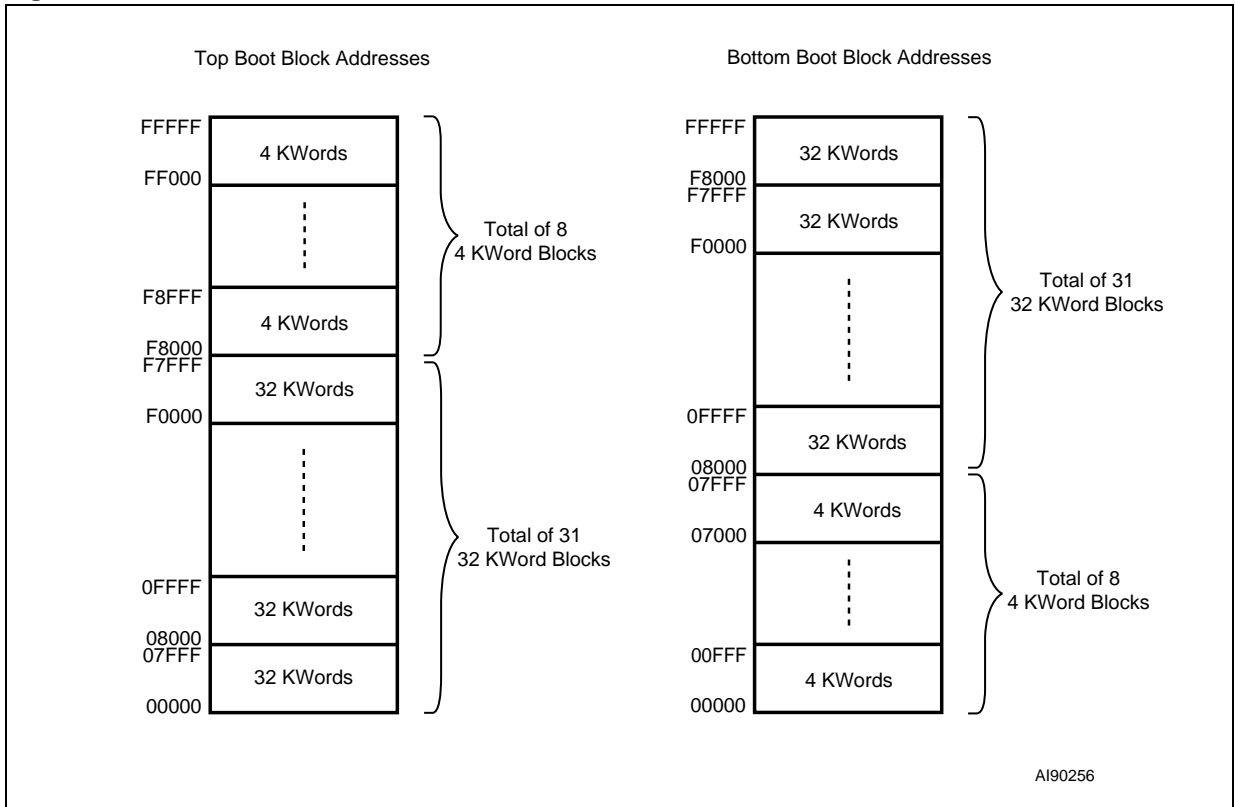 Top Boot Block Addresses
FFFFF
4 KWords
FF000
Total of 8
4 KWord Blocks
F8FFF
4 KWords
F8000
F7FFF
32 KWords
F0000
Total of 31
32 KWord Blocks
0FFFF
32 KWords
08000
07FFF
32 KWords
00000
Bottom Boot Block Addresses
FFFFF
32 KWords
F8000
F7FFF
32 KWords
F0000
Total of 31
32 KWord Blocks
0FFFF
32 KWords
08000
07FFF
4 KWords
07000
Total of 8
4 KWord Blocks
00FFF
4 KWords
00000
AI90256